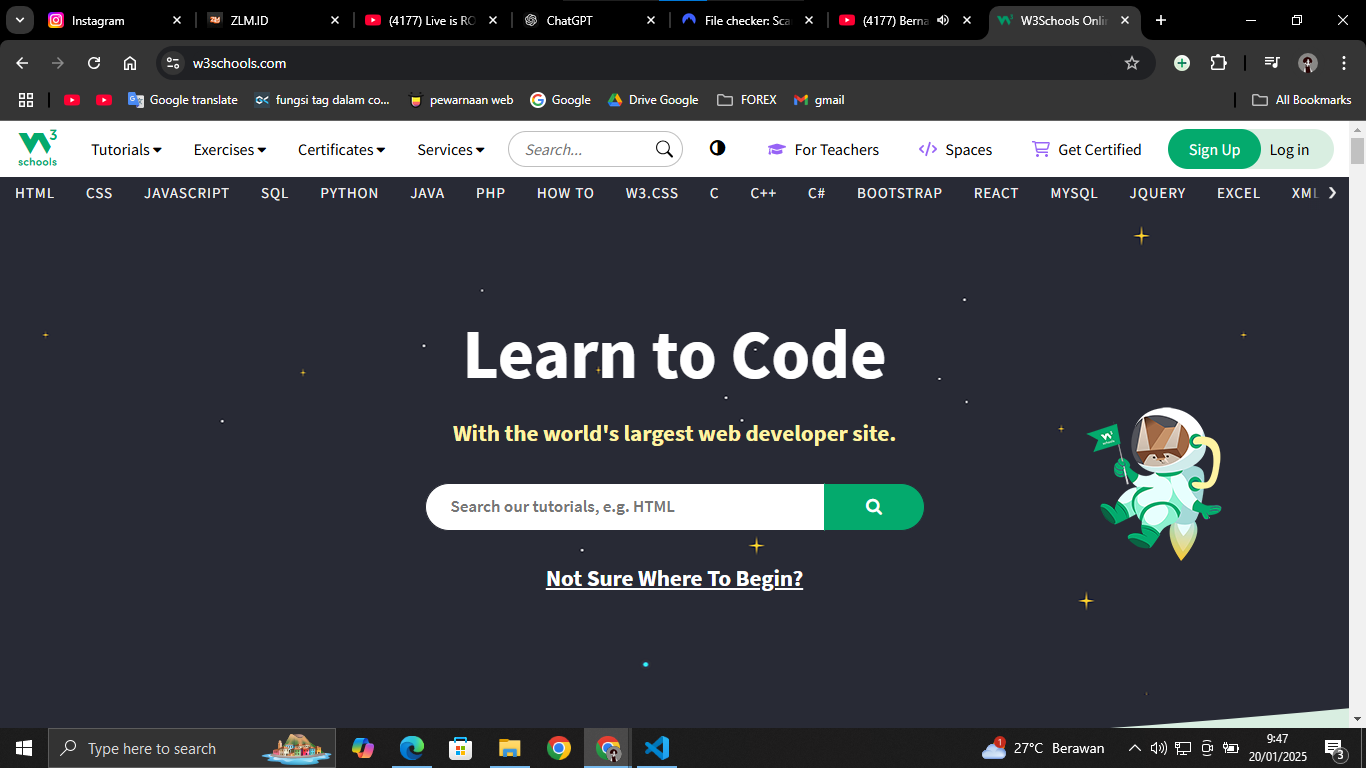 Instagram
ZLM.ID
(4177) Live is RO
ChatGPT
File checker: Sca
(4177) Berna
W3Schools Onli
w3schools.com
Google translate
fungsi tag dalam co...
pewarnaan web
Google
Drive Google
FOREX
gmail
All Bookmarks
W3 schools
Tutorials
Exercises
Certificates
Services
Search...
For Teachers
Spaces
Get Certified
Sign Up
Log in
HTML CSS JAVASCRIPT SQL PYTHON JAVA PHP HOW TO W3.CSS C C++ C# BOOTSTRAP REACT MYSQL JQUERY EXCEL XML
Learn to Code
With the world's largest web developer site.
Search our tutorials, e.g. HTML
Not Sure Where To Begin?
Type here to search
1
27°C Berawan
9:47
20/01/2025
3